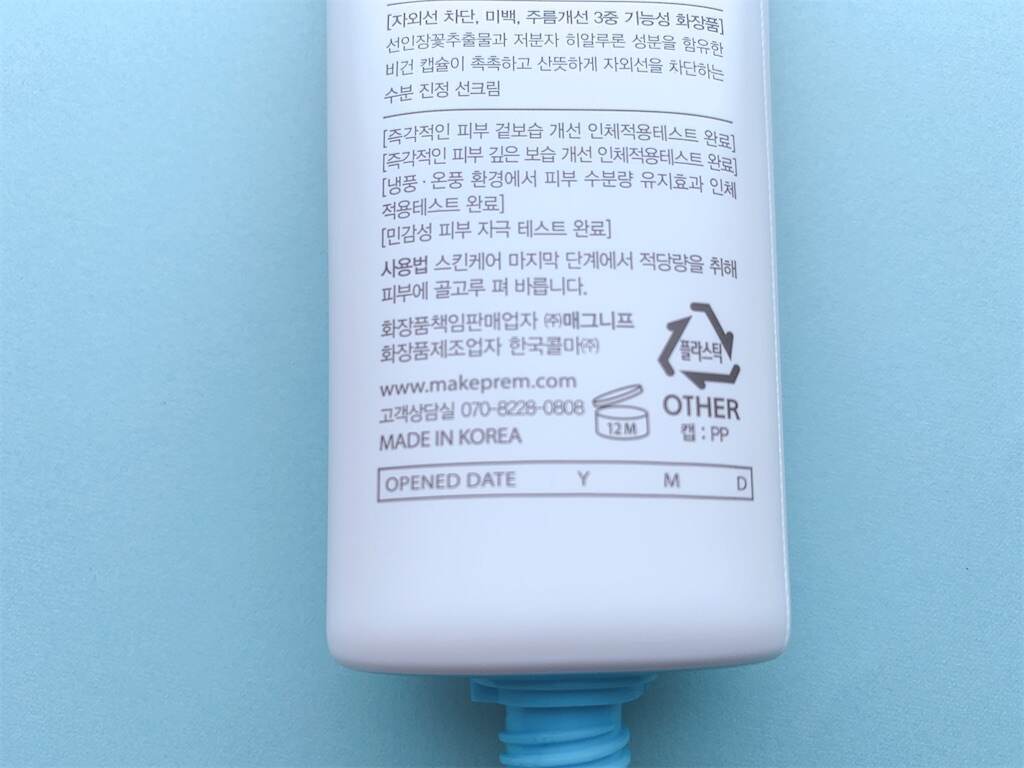 [자외선 차단, 미백, 주름개선 3중 기능성 화장품]
선인장꽃추출물과 저분자 히알루론 성분을 함유한
비건 캡슐이 촉촉하고 산뜻하게 자외선을 차단하는
수분 진정 선크림
[즉각적인 피부 겉보습 개선 인체적용테스트 완료]
[즉각적인 피부 깊은 보습 개선 인체적용테스트 완료]
[냉풍·온풍 환경에서 피부 수분량 유지효과 인체
적용테스트 완료]
[민감성 피부 자극 테스트 완료]
사용법 스킨케어 마지막 단계에서 적당량을 취해
피부에 골고루 펴 바릅니다.
화장품책임판매업자 ㈜매그니프
화장품제조업자 한국콜마㈜
플라스틱
www.makeprem.com
고객상담실 070-8228-0808
12M
OTHER
캡 : PP
MADE IN KOREA
OPENED DATE Y M D